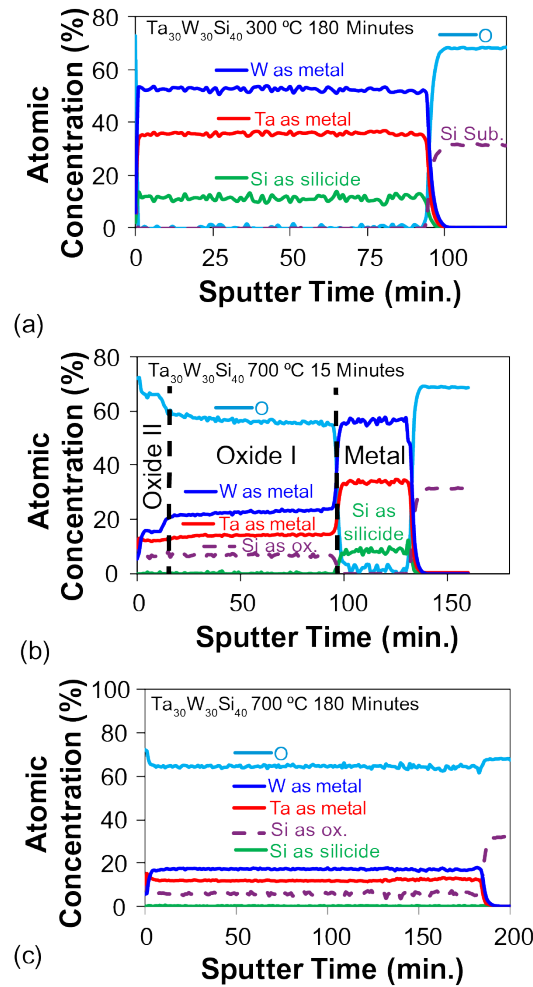 Ta30W30Si40 300 ºC 180 Minutes
O
W as metal
Ta as metal
Si Sub.
Si as silicide
Atomic
Concentration (%)
80
60
40
20
0
0 25 50 75 100
Sputter Time (min.)
(a)
Ta30W30Si40 700 ºC 15 Minutes
O
Oxide II
Oxide I
Metal
W as metal
Ta as metal
Si as ox.
Si as
silicide
Atomic
Concentration (%)
80
60
40
20
0
0 50 100 150
Sputter Time (min.)
(b)
Ta30W30Si40 700 ºC 180 Minutes
O
W as metal
Ta as metal
Si as ox.
Si as silicide
Atomic
Concentration (%)
100
80
60
40
20
0
0 50 100 150 200
Sputter Time (min.)
(c)